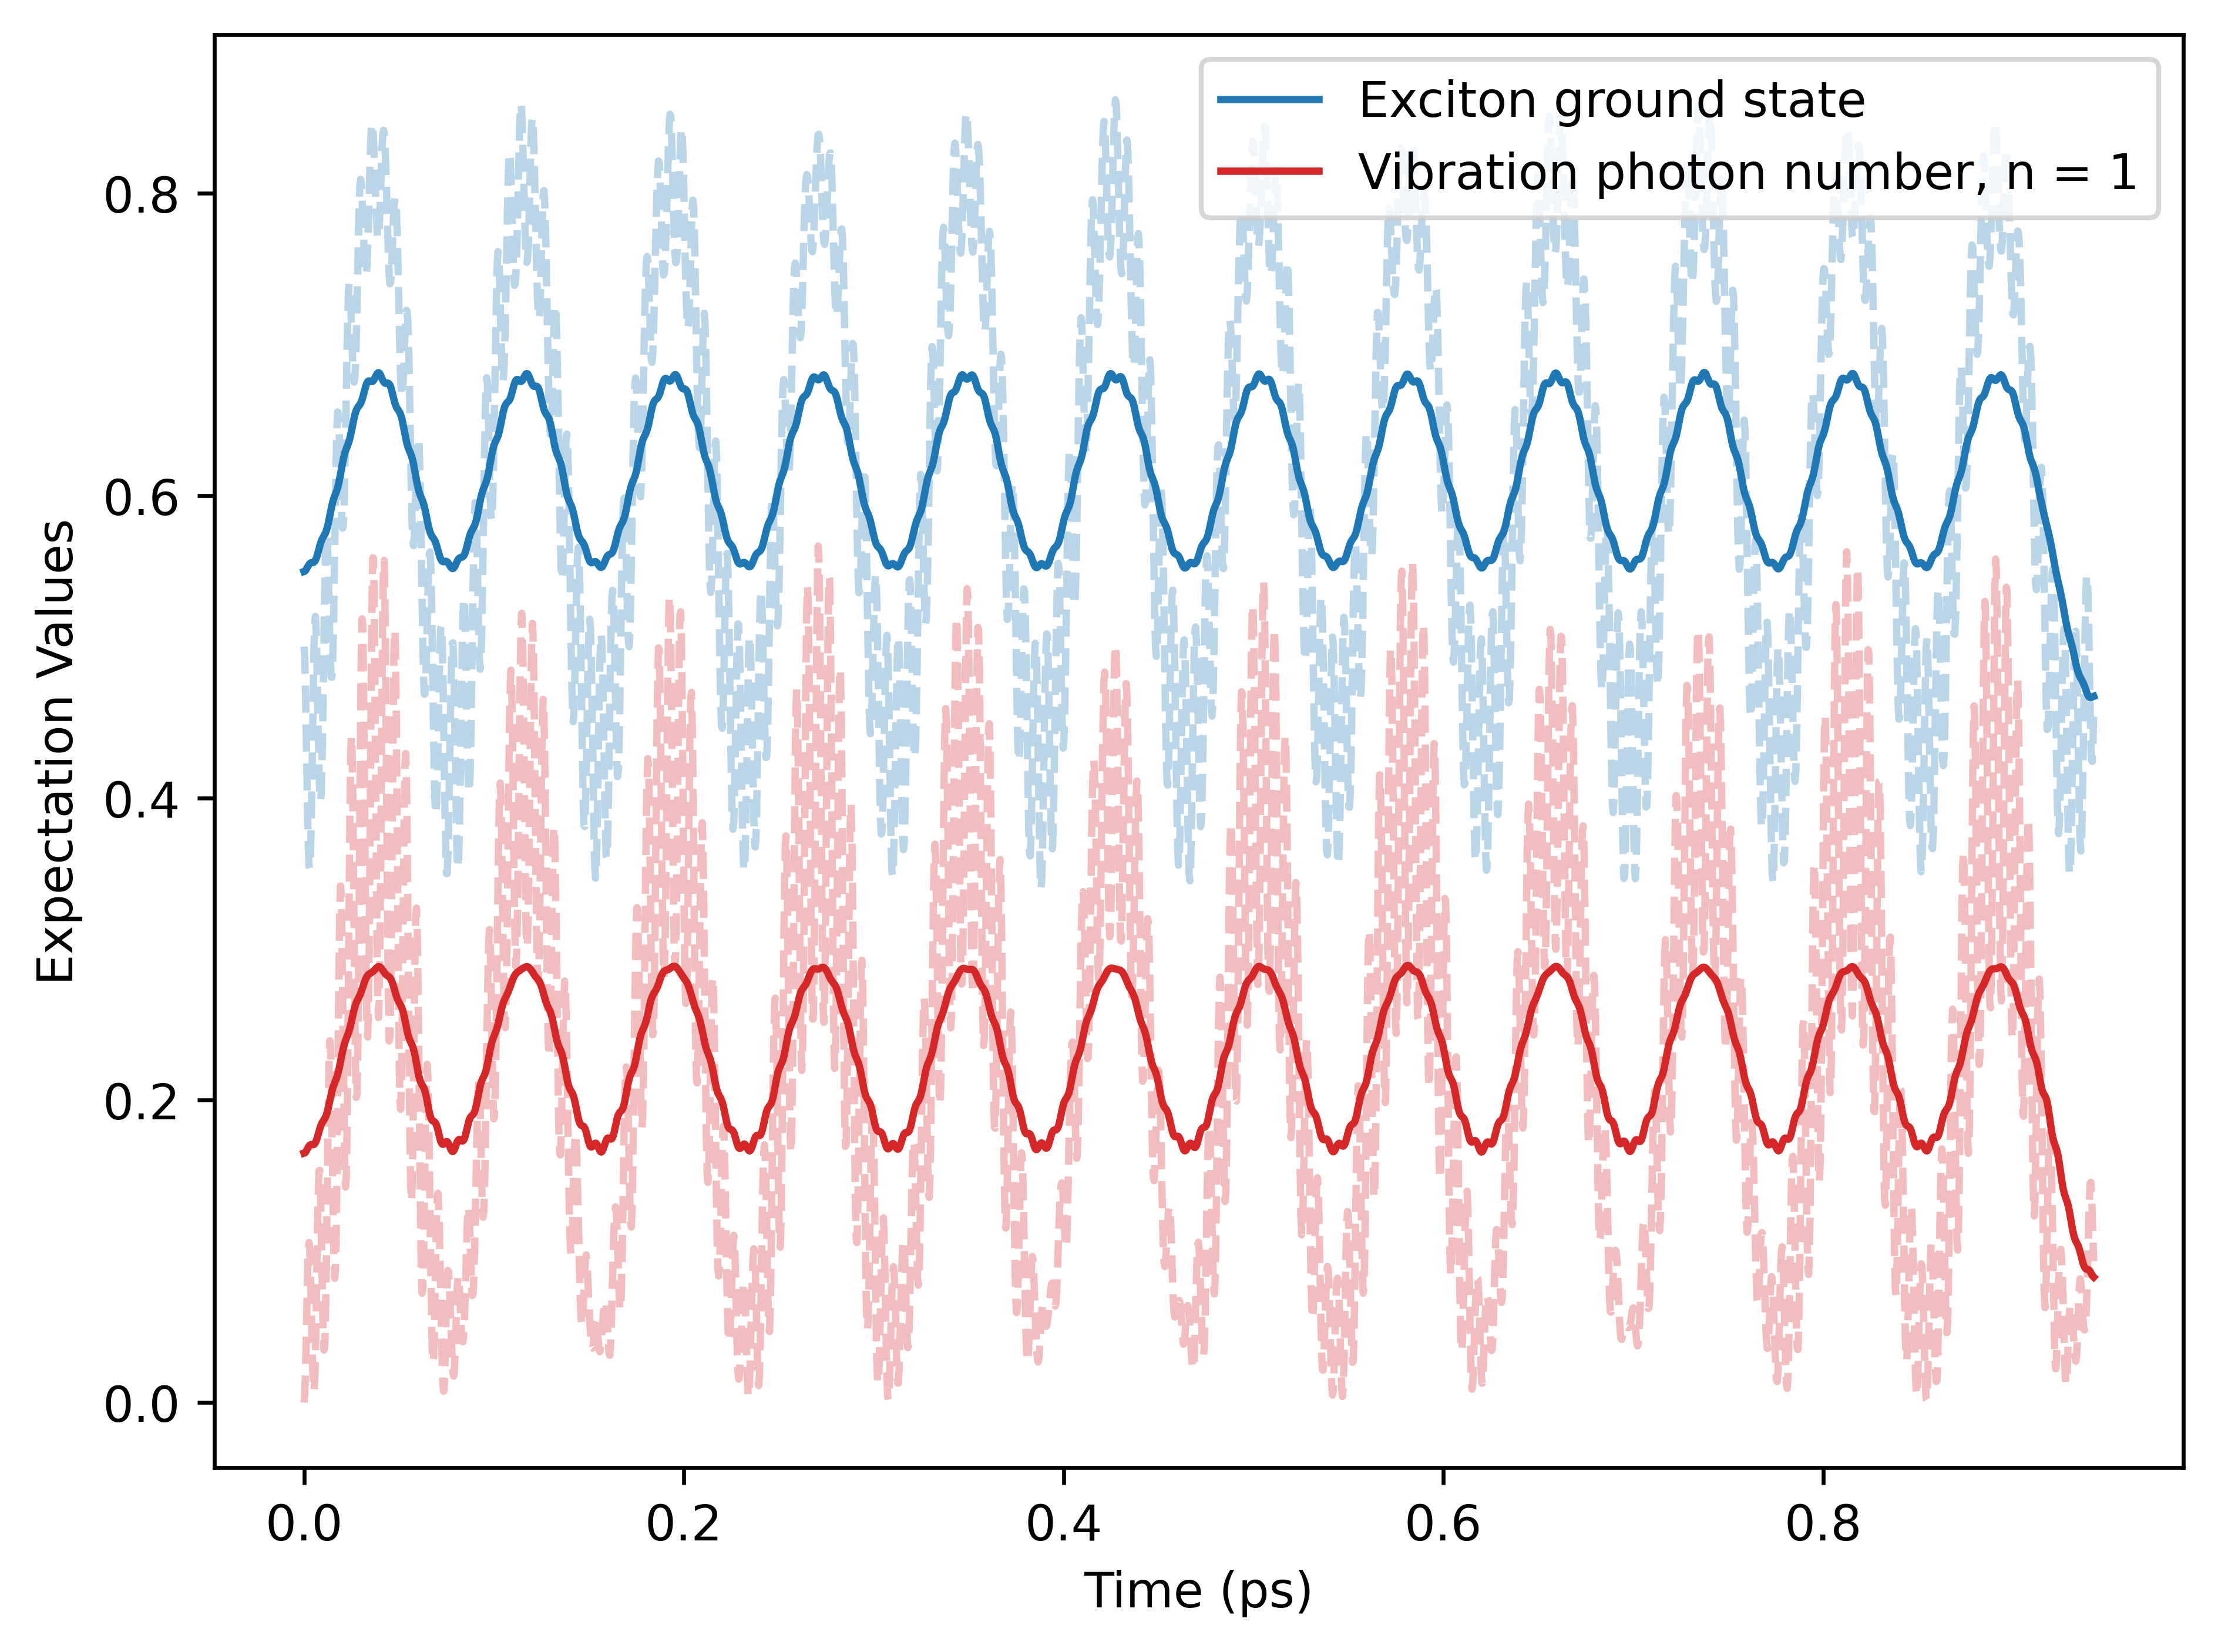 Exciton ground state
Vibration photon number, n = 1
Expectation Values
0.8
0.6
0.4
0.2
0.0
0.0 0.2 0.4 0.6 0.8
Time (ps)